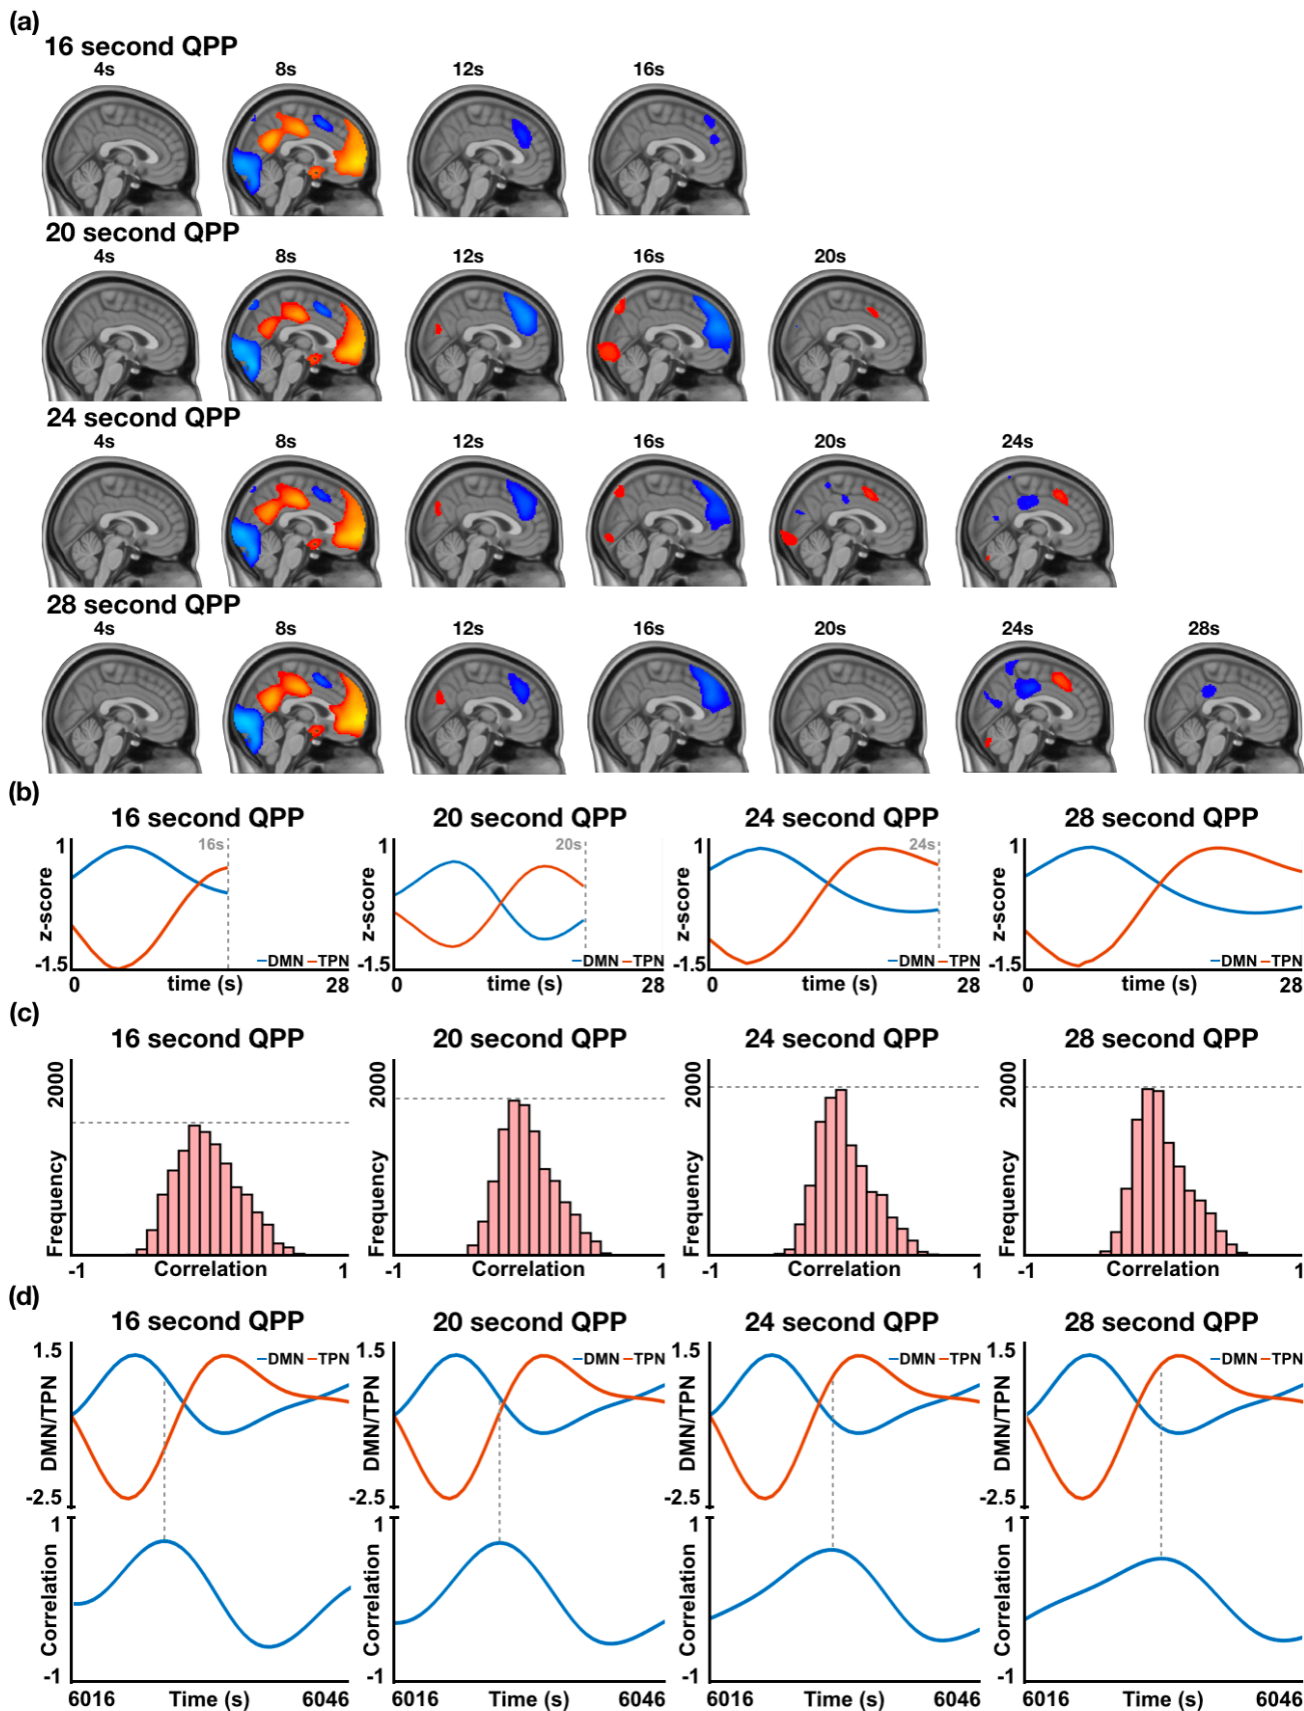 (a)
16 second QPP
4s 8s 12s 16s
20 second QPP
4s 8s 12s 16s 20s
24 second QPP
4s 8s 12s 16s 20s 24s
28 second QPP
4s 8s 12s 16s 20s 24s 28s
(b)
16 second QPP 20 second QPP 24 second QPP 28 second QPP
1 16s 1 20s 1 24s 1
z-score z-score z-score z-score
-1.5 DMN TPN -1.5 DMN TPN -1.5 DMN TPN -1.5 DMN TPN
0 time (s) 28 0 time (s) 28 0 time (s) 28 0 time (s) 28
(c)
16 second QPP 20 second QPP 24 second QPP 28 second QPP
2000 2000 2000 2000
Frequency Frequency Frequency Frequency
-1 Correlation 1 -1 Correlation 1 -1 Correlation 1 -1 Correlation 1
(d)
16 second QPP 20 second QPP 24 second QPP 28 second QPP
1.5 DMN TPN 1.5 DMN TPN 1.5 DMN TPN 1.5 DMN TPN
DMN/TPN DMN/TPN DMN/TPN DMN/TPN
-2.5 -2.5 -2.5 -2.5
1 1 1 1
Correlation Correlation Correlation Correlation
-1 -1 -1 -1
6016 Time (s) 6046 6016 Time (s) 6046 6016 Time (s) 6046 6016 Time (s) 6046